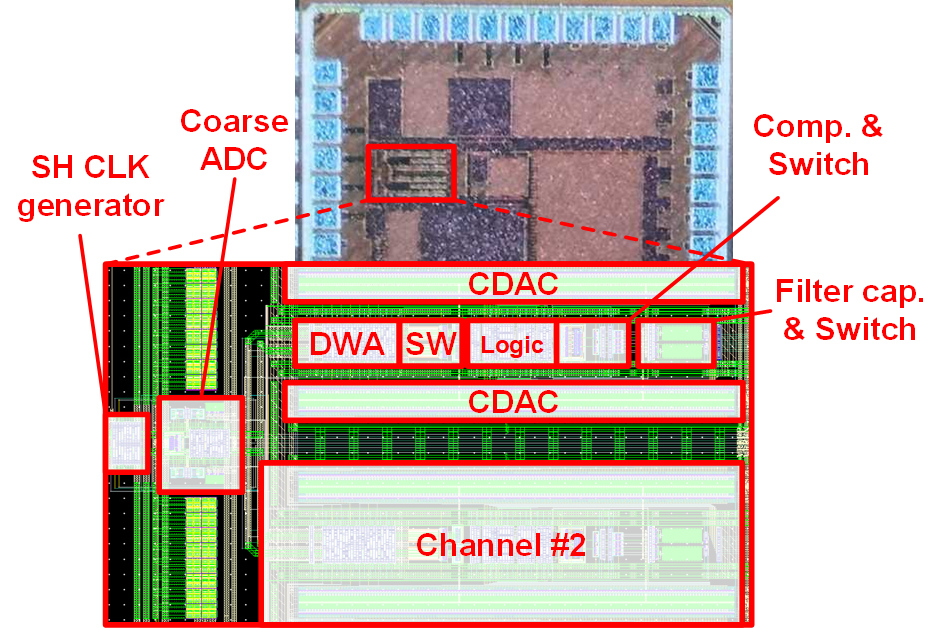 Coarse
ADC
SH CLK
generator
Comp. &
Switch
Filter cap.
& Switch
CDAC
DWA
SW
Logic
CDAC
Channel #2